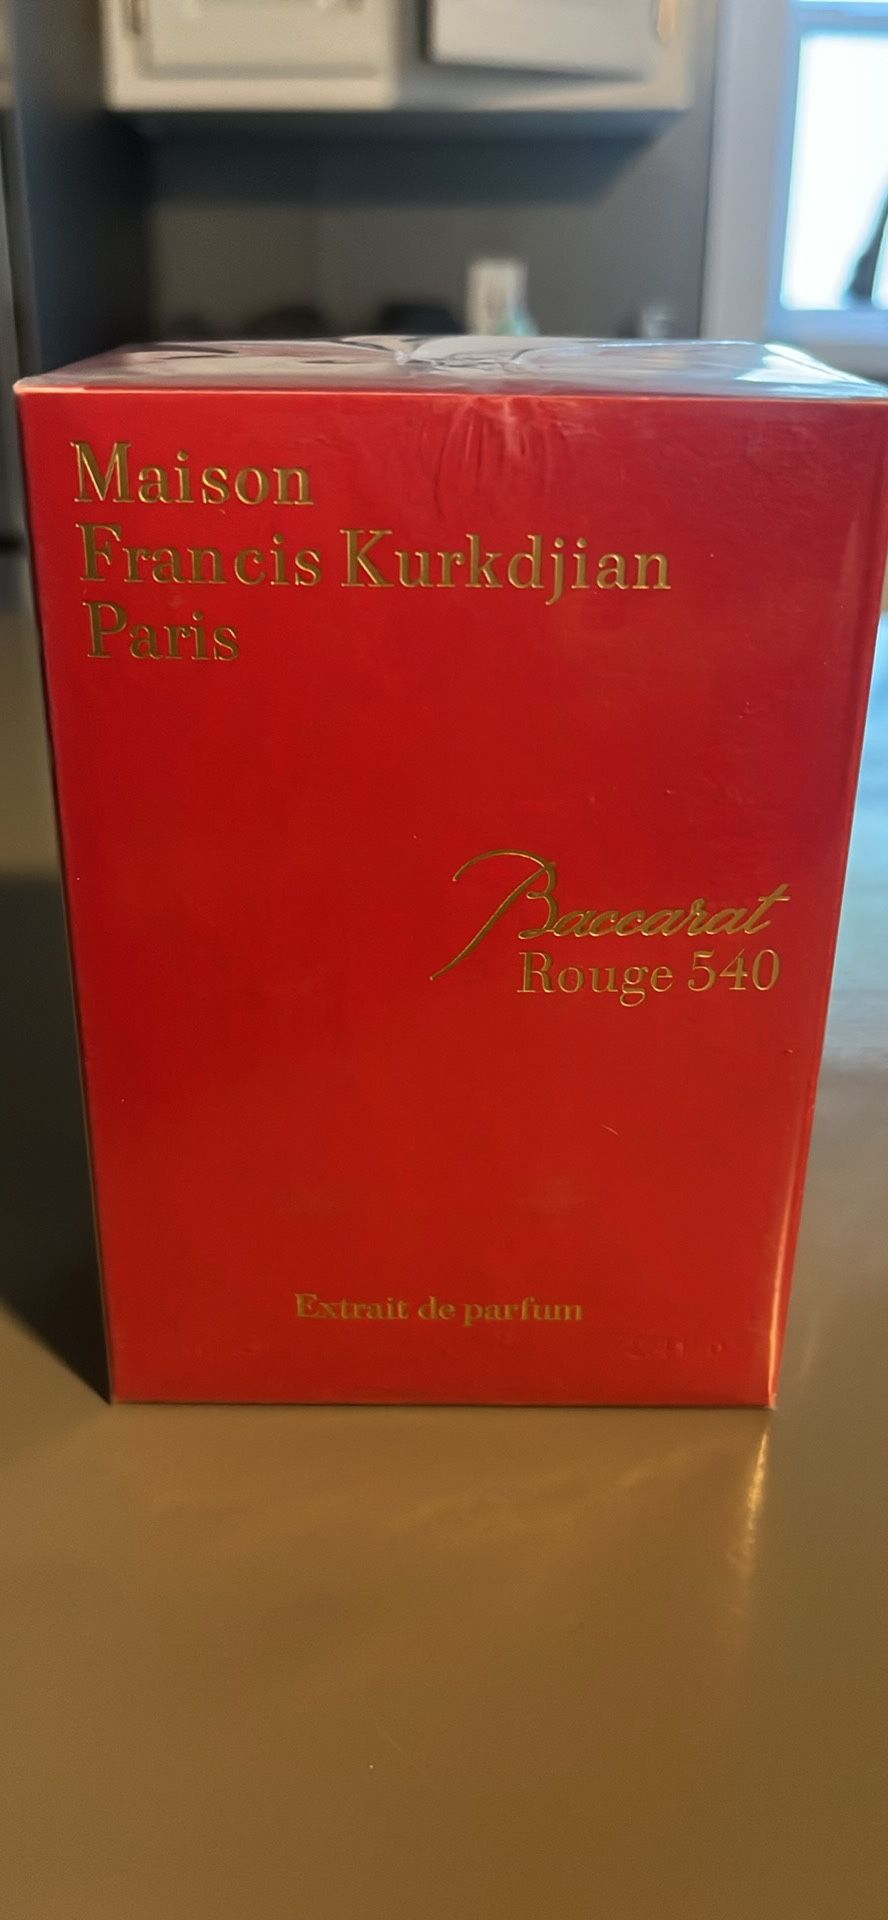 Maison
Francis Kurkdjian
Paris
Baccarat
Rouge 540
Extrait de parfum